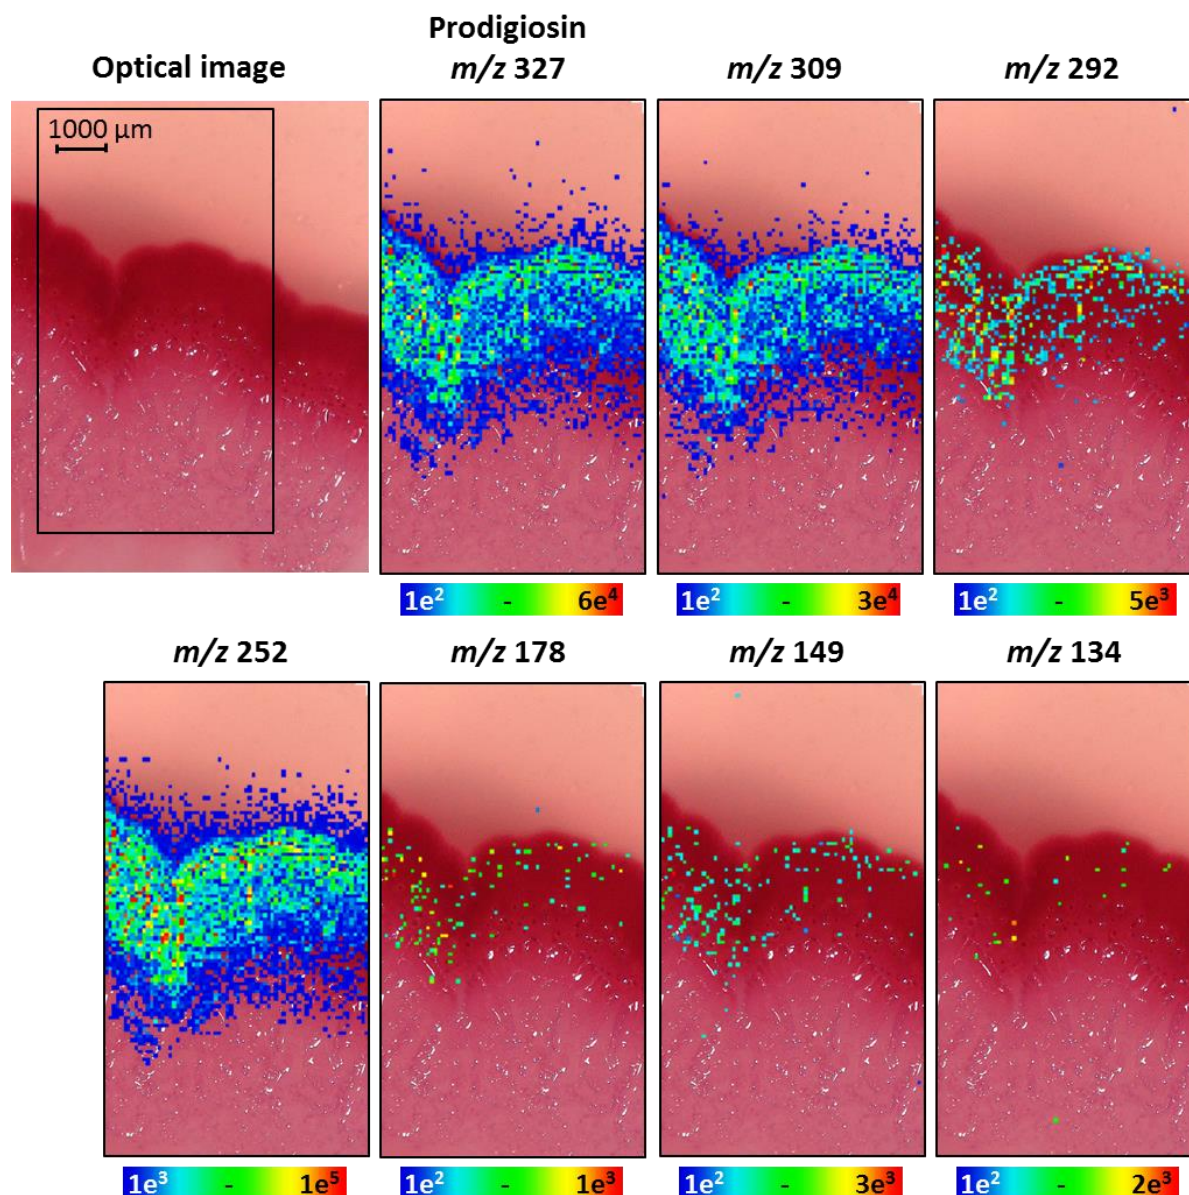 Prodigiosin
Optical image
m/z 327
m/z 309
m/z 292
1000 µm
1e² - 6e⁴
1e² - 3e⁴
1e² - 5e³
m/z 252
m/z 178
m/z 149
m/z 134
1e³ - 1e⁵
1e² - 1e³
1e² - 3e³
1e² - 2e³